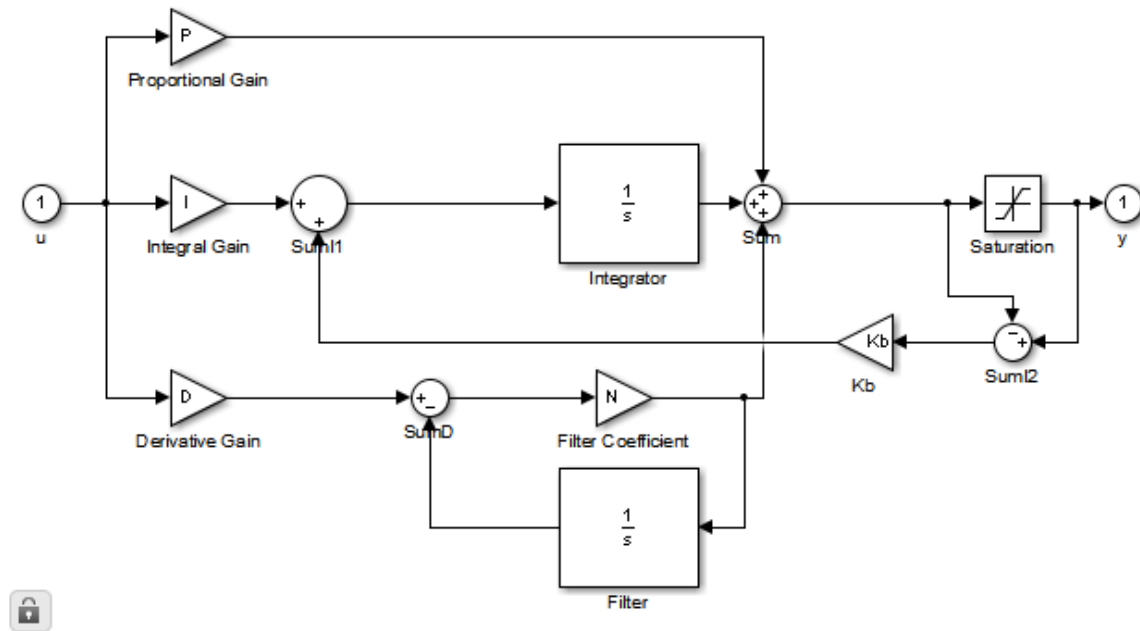 P
Proportional Gain
1
u
I
Integral Gain
+
+
SumI1
1
s
Integrator
+
+
+
Sum
Saturation
1
y
Kb
Kb
−
+
SumI2
D
Derivative Gain
+
−
SumD
N
Filter Coefficient
1
s
Filter